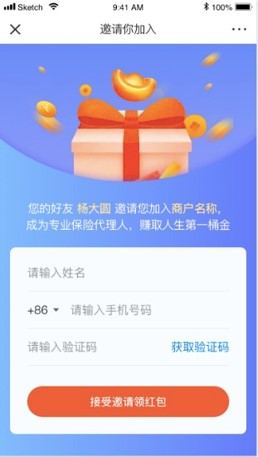 Sketch
9:41 AM
100%
邀请你加入
您的好友 杨大圆 邀请您加入商户名称，
成为专业保险代理人，赚取人生第一桶金
请输入姓名
+86 请输入手机号码
请输入验证码 获取验证码
接受邀请领红包